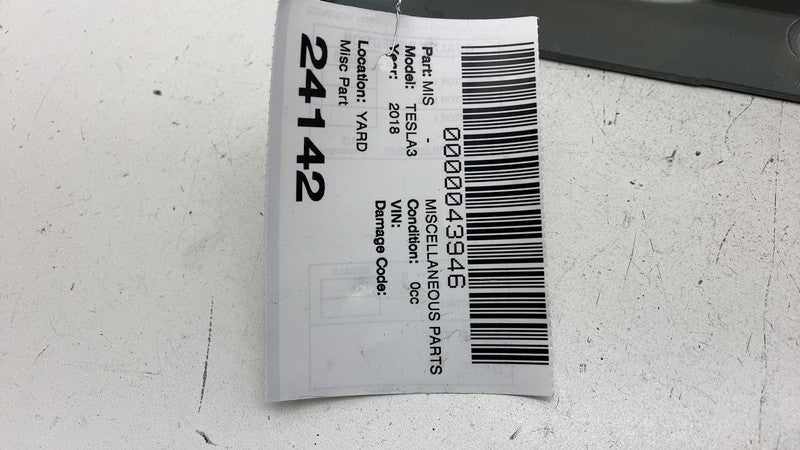 0000043946
Part: MIS - MISCELLANEOUS PARTS
Model: TESLA3 Condition: 0cc
Year: 2018 VIN:
Damage Code:
Location: YARD
Misc Part
24142